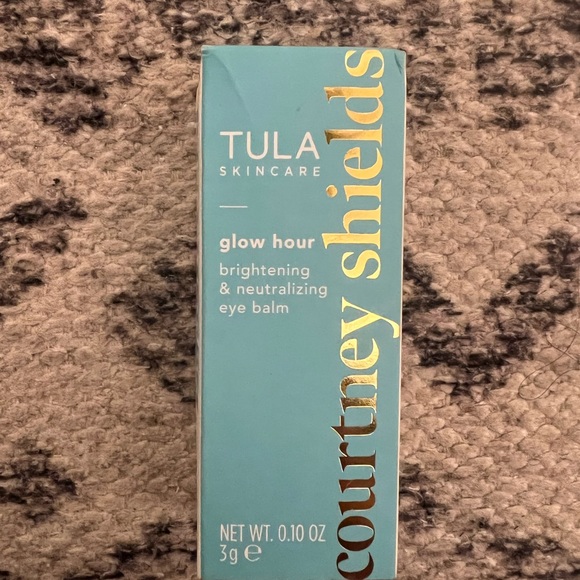 TULA
SKINCARE
glow hour
brightening
& neutralizing
eye balm
NET WT. 0.10 OZ
3g ℮
courtney shields